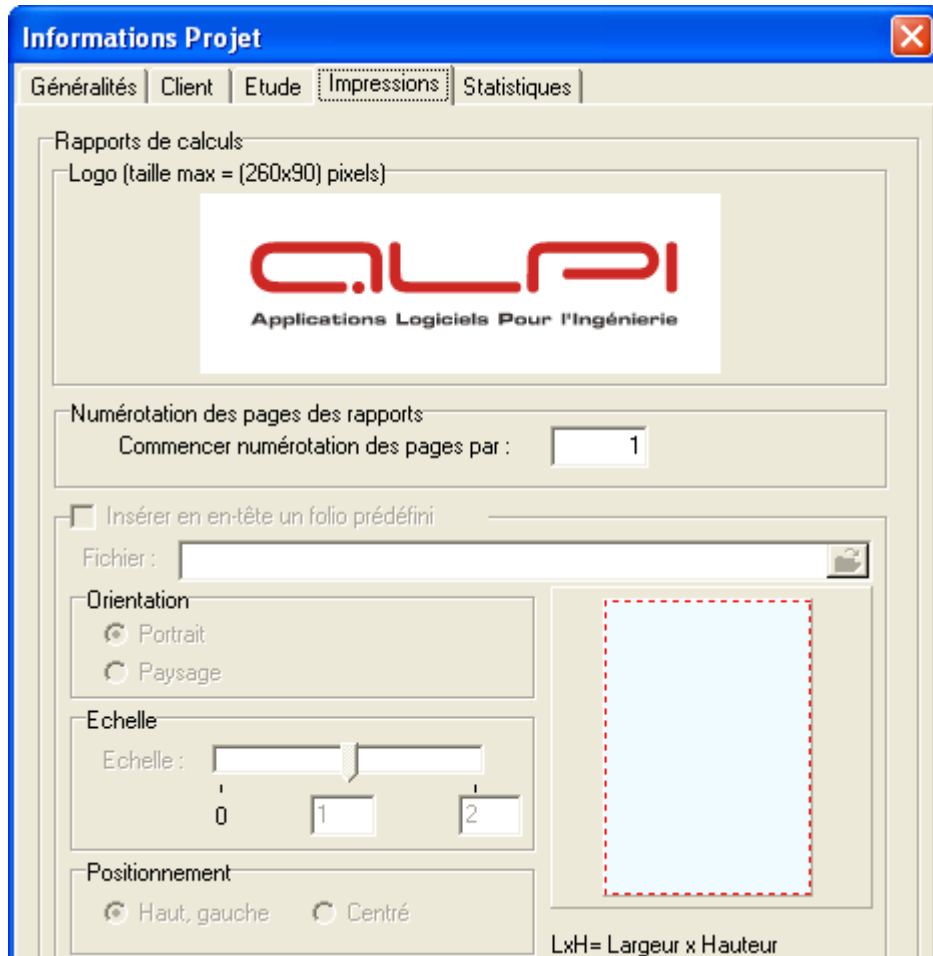 Informations Projet
Généralités Client Etude Impressions Statistiques
Rapports de calculs
Logo (taille max = (260x90) pixels)
ALPI
Applications Logiciels Pour l'Ingénierie
Numérotation des pages des rapports
Commencer numérotation des pages par : 1
Insérer en en-tête un folio prédéfini
Fichier :
Orientation
Portrait
Paysage
Echelle
Echelle :
0 1 2
Positionnement
Haut, gauche Centré
LxH= Largeur x Hauteur